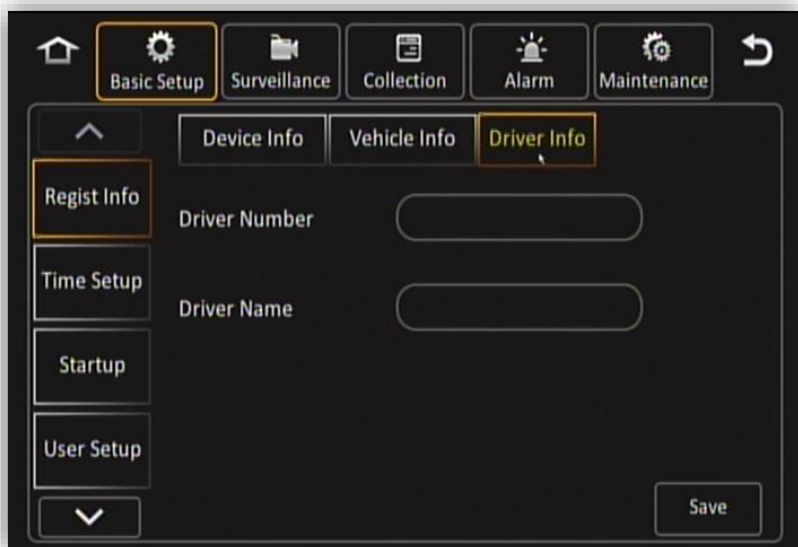 Basic Setup
Surveillance
Collection
Alarm
Maintenance
Device Info
Vehicle Info
Driver Info
Regist Info
Time Setup
Startup
User Setup
Driver Number
Driver Name
Save